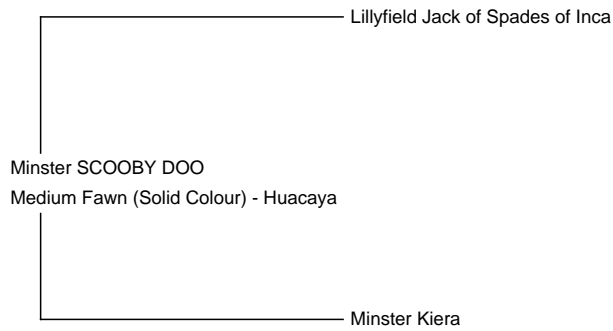 Lillyfield Jack of Spades of Inca
Minster SCOOBY DOO
Medium Fawn (Solid Colour) - Huacaya
Minster Kiera